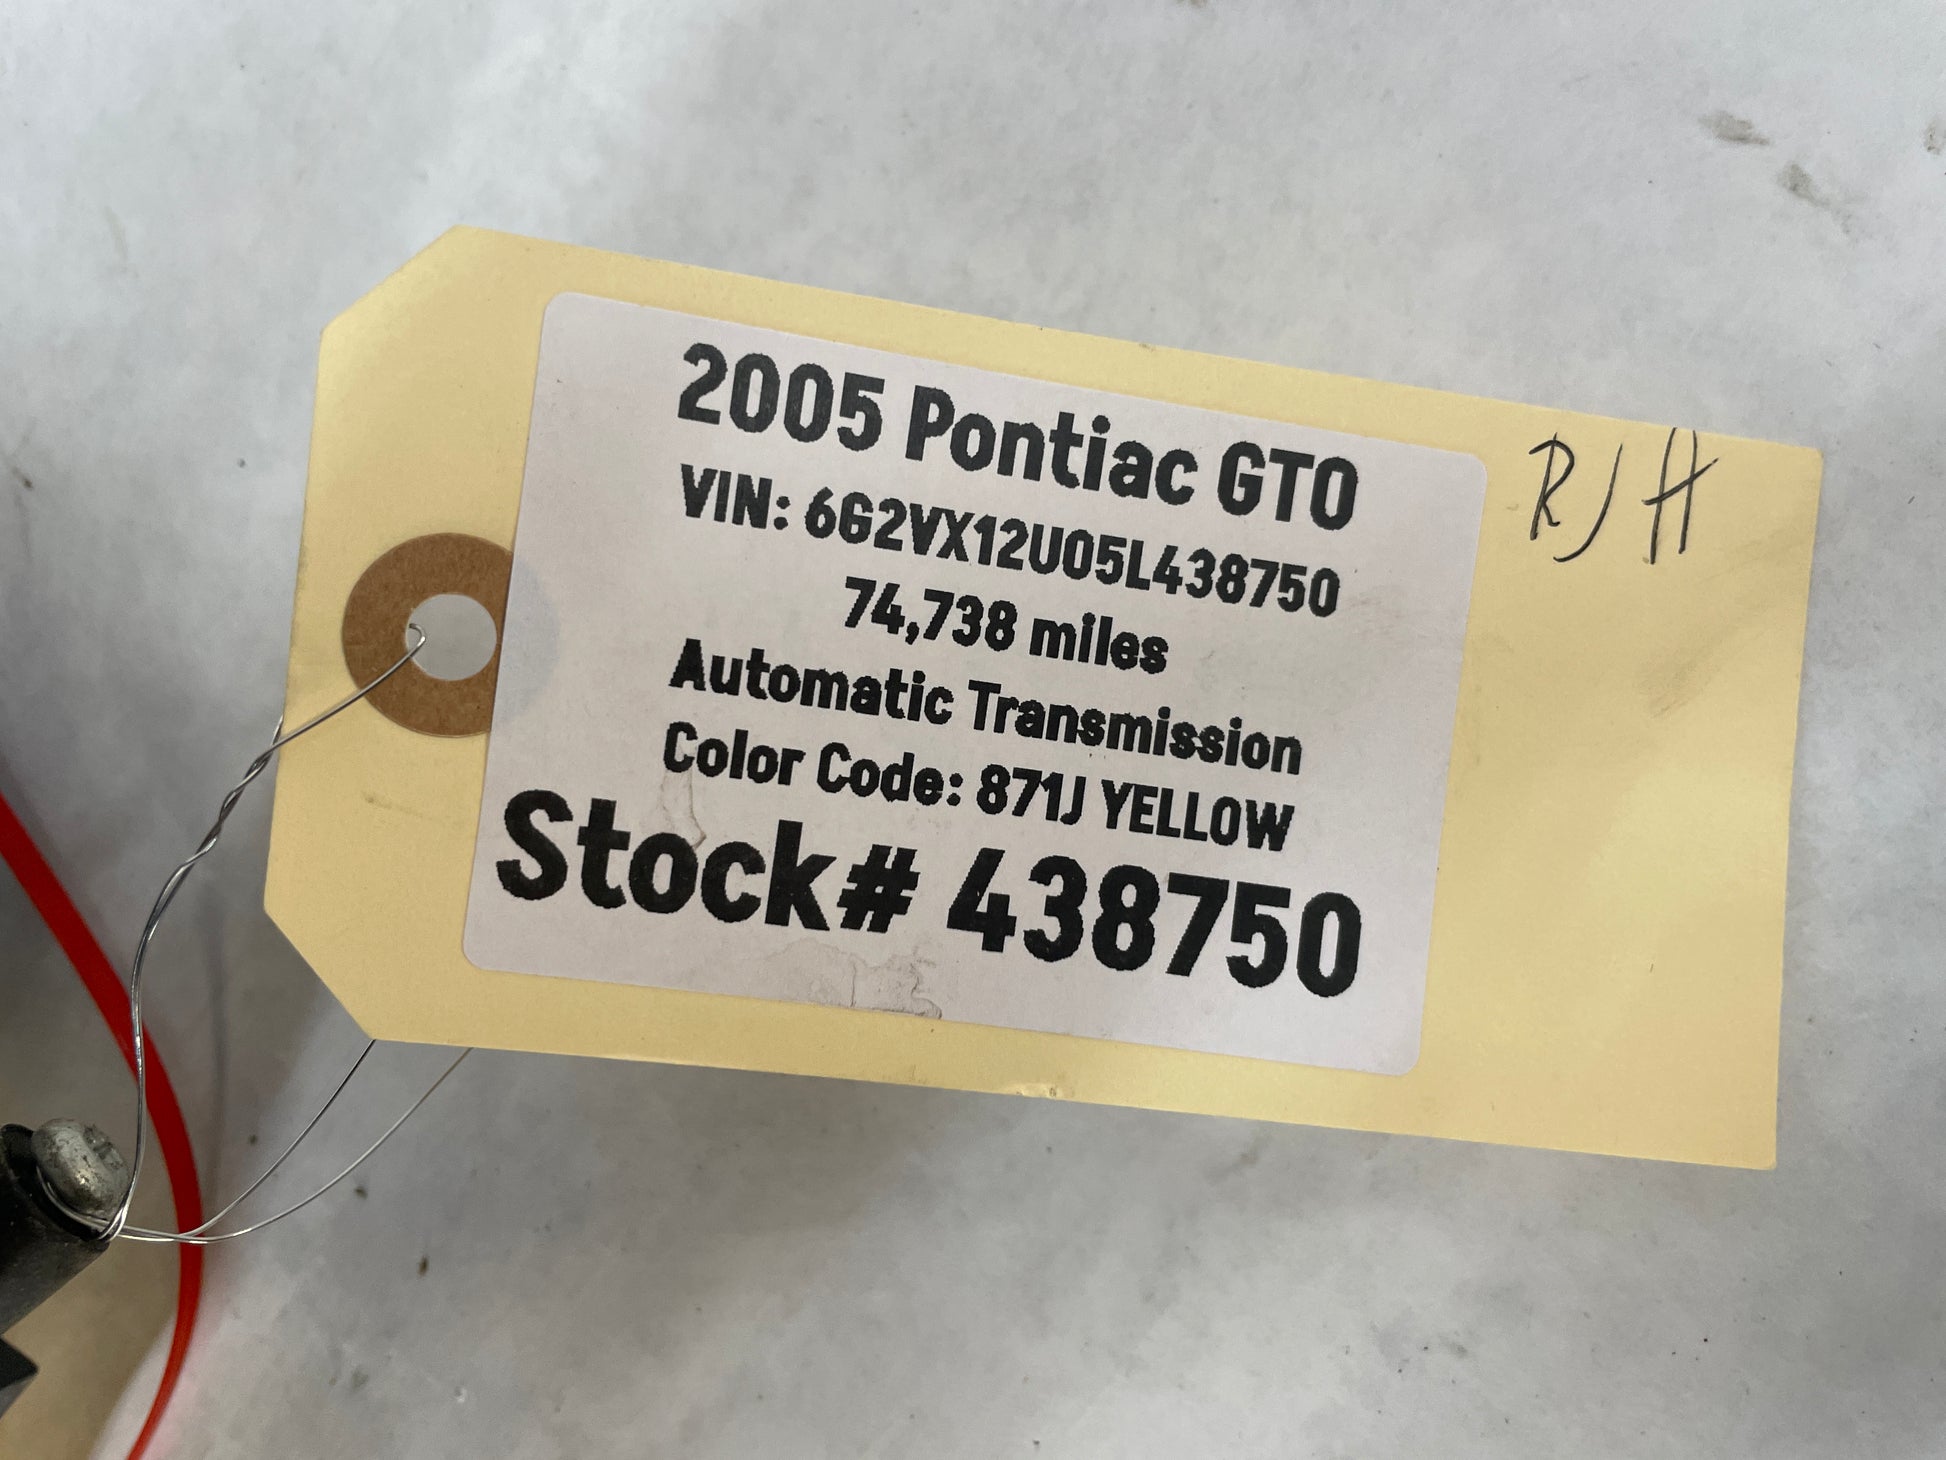 2005 Pontiac GTO
VIN: 6G2VX12U05L438750
74,738 miles
Automatic Transmission
Color Code: 871J YELLOW
Stock# 438750
R/H